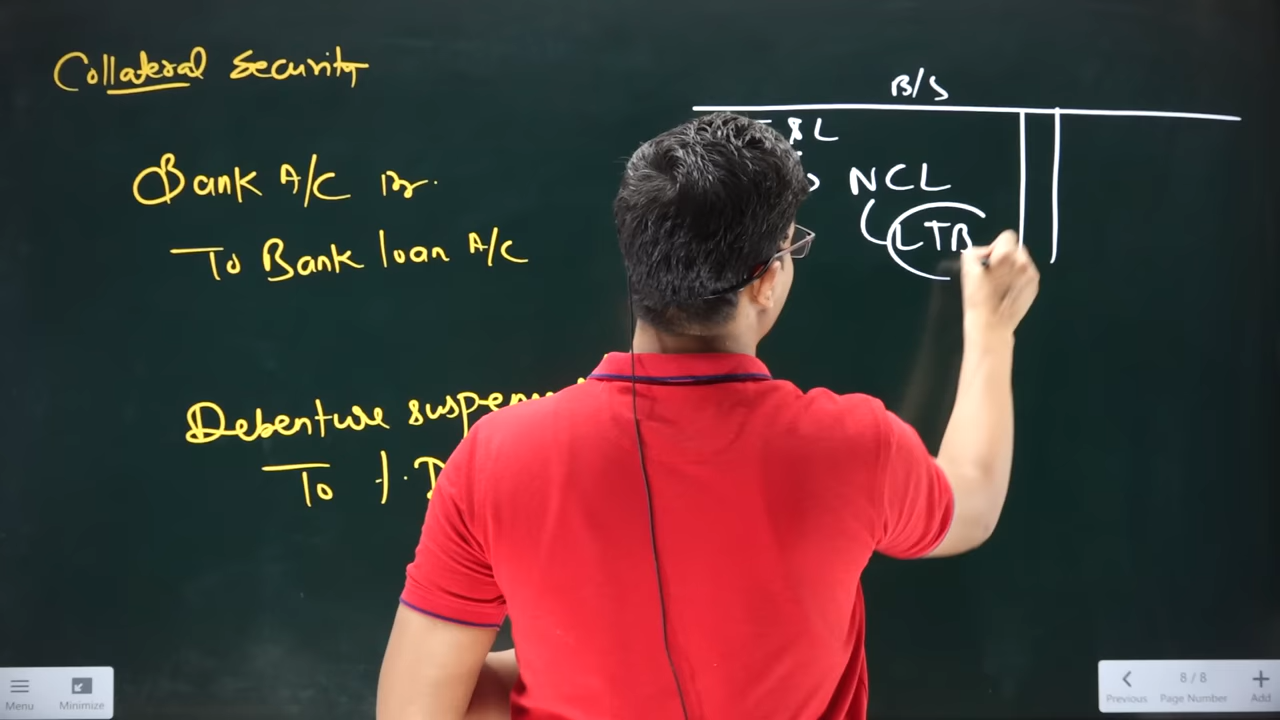 Collateral Security
Bank A/C Dr.
To Bank loan A/C
Debenture suspen
To %. D
B/S
E & L
NCL
LTB
Menu
Minimize
8 / 8
Previous
Page Number
Add